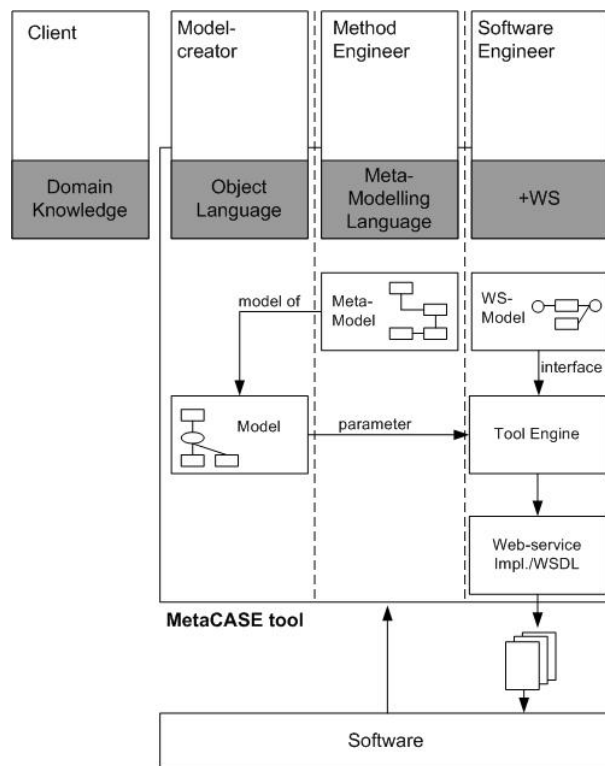 Client
Model-
creator
Method
Engineer
Software
Engineer
Domain
Knowledge
Object
Language
Meta-
Modelling
Language
+WS
model of
Meta-
Model
WS-
Model
interface
Model
parameter
Tool Engine
Web-service
Impl./WSDL
MetaCASE tool
Software